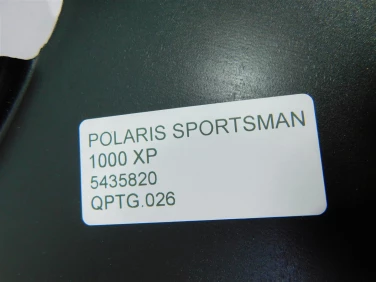 POLARIS SPORTSMAN
1000 XP
5435820
QPTG.026